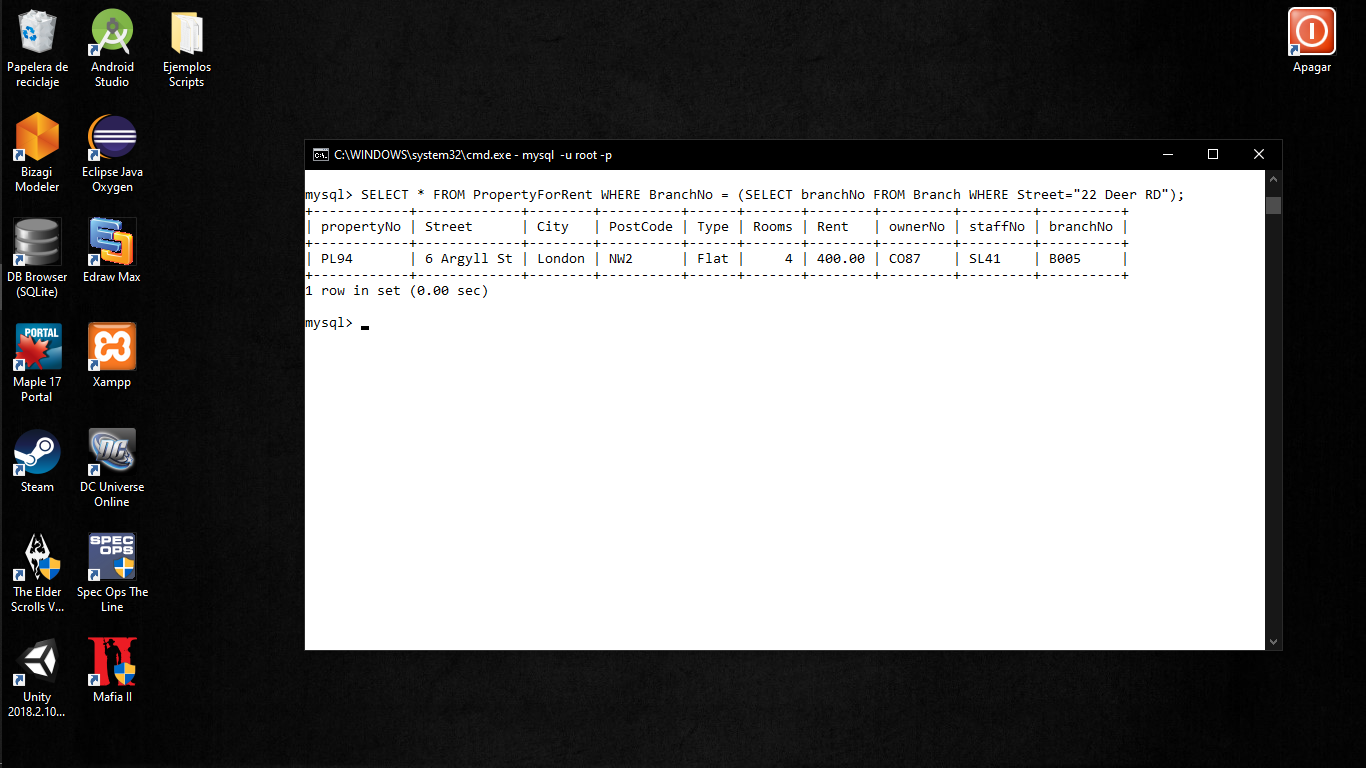 Papelera de
reciclaje
Android
Studio
Ejemplos
Scripts
Apagar
Bizagi
Modeler
Eclipse Java
Oxygen
DB Browser
(SQLite)
Edraw Max
PORTAL
Maple 17
Portal
Xampp
Steam
DC
DC Universe
Online
The Elder
Scrolls V...
SPEC
OPS
Spec Ops The
Line
Unity
2018.2.10...
II
Mafia II
C:\WINDOWS\system32\cmd.exe - mysql  -u root -p
mysql> SELECT * FROM PropertyForRent WHERE BranchNo = (SELECT branchNo FROM Branch WHERE Street="22 Deer RD");
+------------+-------------+--------+----------+------+-------+--------+---------+---------+----------+
| propertyNo | Street      | City   | PostCode | Type | Rooms | Rent   | ownerNo | staffNo | branchNo |
+------------+-------------+--------+----------+------+-------+--------+---------+---------+----------+
| PL94       | 6 Argyll St | London | NW2      | Flat |     4 | 400.00 | CO87    | SL41    | B005     |
+------------+-------------+--------+----------+------+-------+--------+---------+---------+----------+
1 row in set (0.00 sec)
mysql>